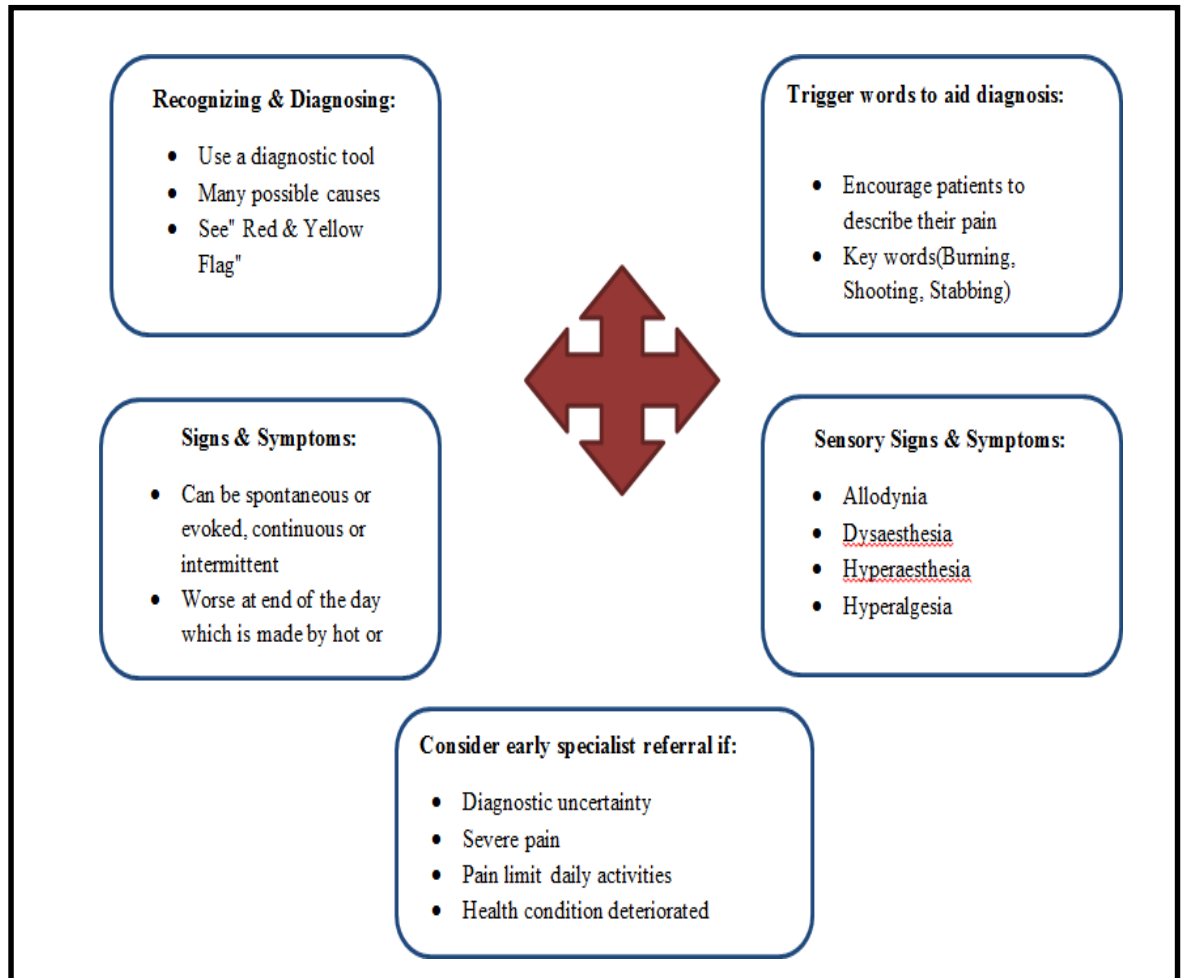 Recognizing & Diagnosing:
• Use a diagnostic tool
• Many possible causes
• See" Red & Yellow
Flag"
Trigger words to aid diagnosis:
• Encourage patients to
describe their pain
• Key words(Burning,
Shooting, Stabbing)
Signs & Symptoms:
• Can be spontaneous or
evoked, continuous or
intermittent
• Worse at end of the day
which is made by hot or
Sensory Signs & Symptoms:
• Allodynia
• Dysaesthesia
• Hyperaesthesia
• Hyperalgesia
Consider early specialist referral if:
• Diagnostic uncertainty
• Severe pain
• Pain limit daily activities
• Health condition deteriorated